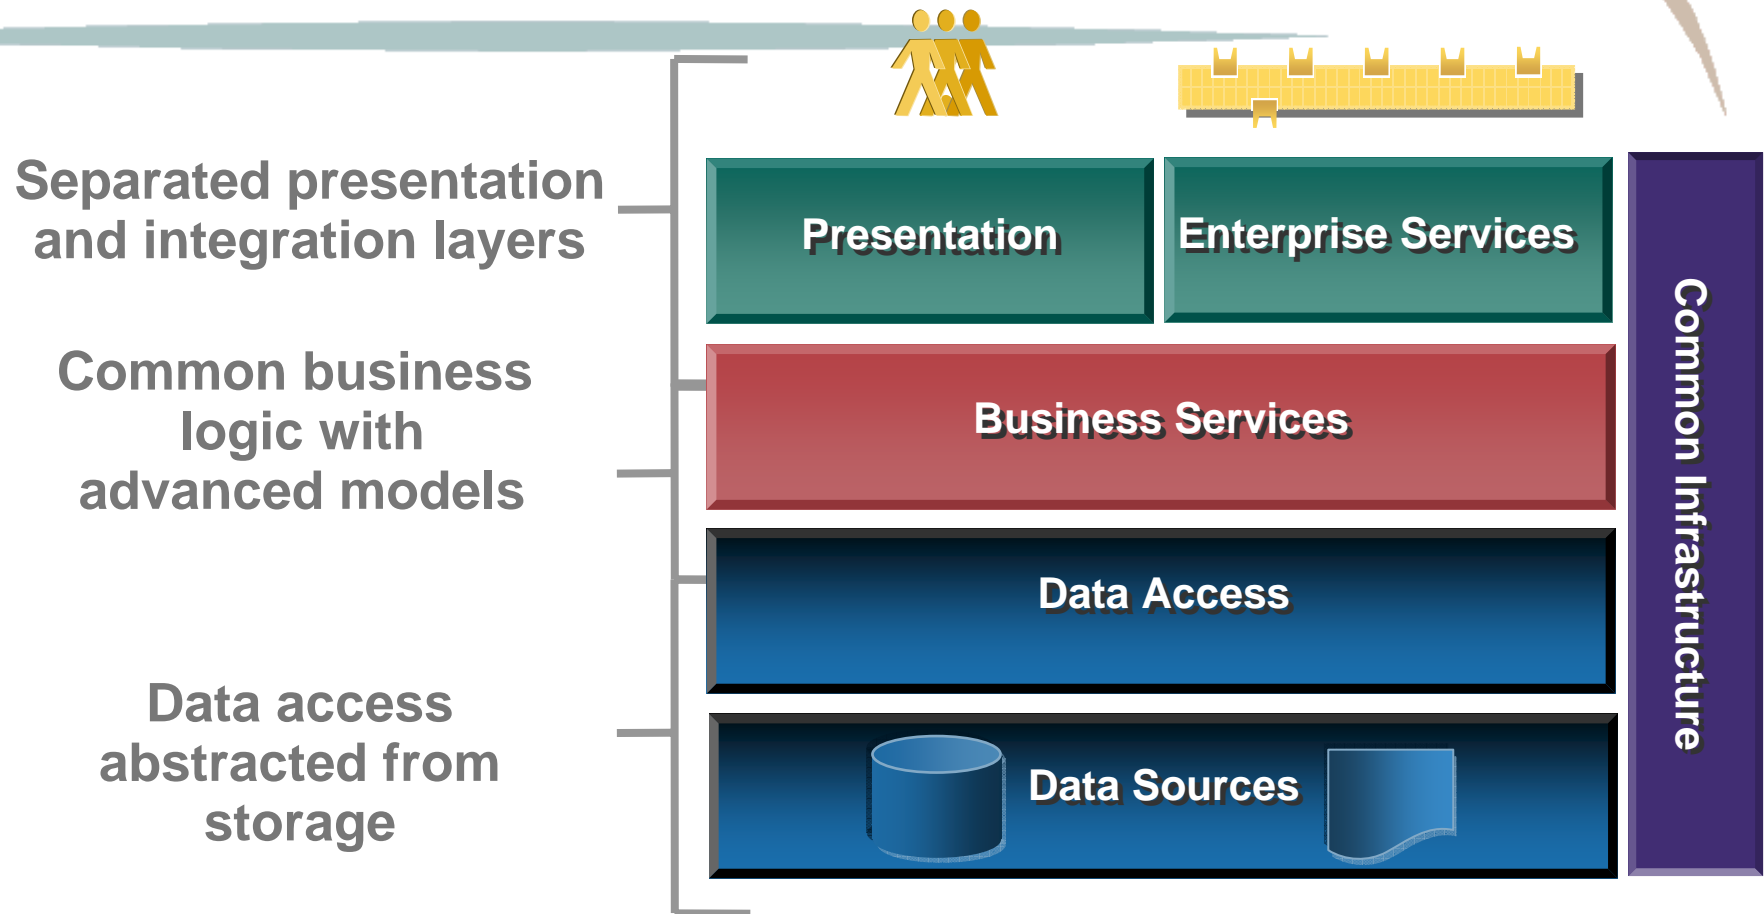 Separated presentation
and integration layers
Presentation
Enterprise Services
Common business
logic with
advanced models
Business Services
Data Access
Data access
abstracted from
storage
Data Sources
Common Infrastructure